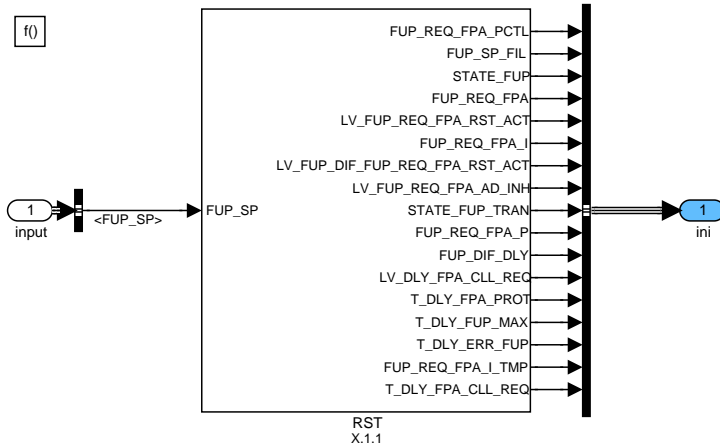 f()
FUP_REQ_FPA_PCTL
FUP_SP_FIL
STATE_FUP
FUP_REQ_FPA
LV_FUP_REQ_FPA_RST_ACT
FUP_REQ_FPA_I
LV_FUP_DIF_FUP_REQ_FPA_RST_ACT
LV_FUP_REQ_FPA_AD_INH
1
input
<FUP_SP>
FUP_SP
STATE_FUP_TRAN
1
ini
FUP_REQ_FPA_P
FUP_DIF_DLY
LV_DLY_FPA_CLL_REQ
T_DLY_FPA_PROT
T_DLY_FUP_MAX
T_DLY_ERR_FUP
FUP_REQ_FPA_I_TMP
T_DLY_FPA_CLL_REQ
RST
X.1.1